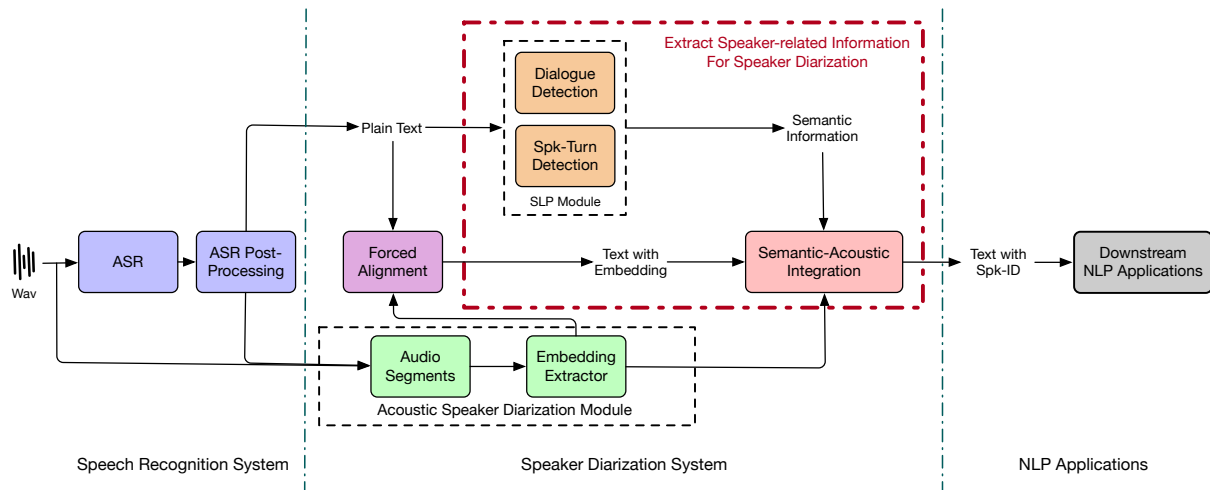 Extract Speaker-related Information
For Speaker Diarization
Dialogue
Detection
Plain Text
Spk-Turn
Detection
SLP Module
Semantic
Information
Wav
ASR
ASR Post-
Processing
Forced
Alignment
Text with
Embedding
Semantic-Acoustic
Integration
Text with
Spk-ID
Downstream
NLP Applications
Audio
Segments
Embedding
Extractor
Acoustic Speaker Diarization Module
Speech Recognition System
Speaker Diarization System
NLP Applications